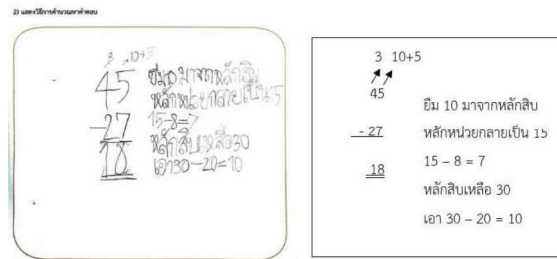 2) แสดงวิธีการคำนวณหาคำตอบ
3 10+5
45
- 27
18
ยืม 10 มาจากหลักสิบ
หลักหน่วยกลายเป็น 15
15-8=7
หลักสิบเหลือ 30
เอา 30-20=10
3 10+5
45
- 27
18
ยืม 10 มาจากหลักสิบ
หลักหน่วยกลายเป็น 15
15 – 8 = 7
หลักสิบเหลือ 30
เอา 30 – 20 = 10